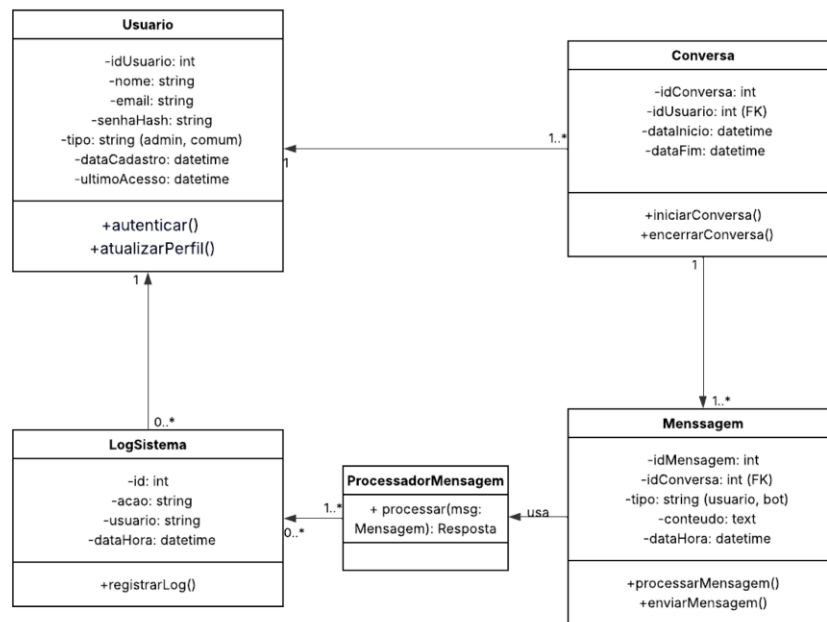 Usuario
-idUsuario: int
-nome: string
-email: string
-senhaHash: string
-tipo: string (admin, comum)
-dataCadastro: datetime
-ultimoAcesso: datetime
+autenticar()
+atualizarPerfil()
Conversa
-idConversa: int
-idUsuario: int (FK)
-dataInicio: datetime
-dataFim: datetime
+iniciarConversa()
+encerrarConversa()
1
1..*
1
0..*
1
1..*
LogSistema
-id: int
-acao: string
-usuario: string
-dataHora: datetime
+registrarLog()
0..*
1..*
ProcessadorMensagem
+ processar(msg:
Mensagem): Resposta
usa
Menssagem
-idMensagem: int
-idConversa: int (FK)
-tipo: string (usuario, bot)
-conteudo: text
-dataHora: datetime
+processarMensagem()
+enviarMensagem()